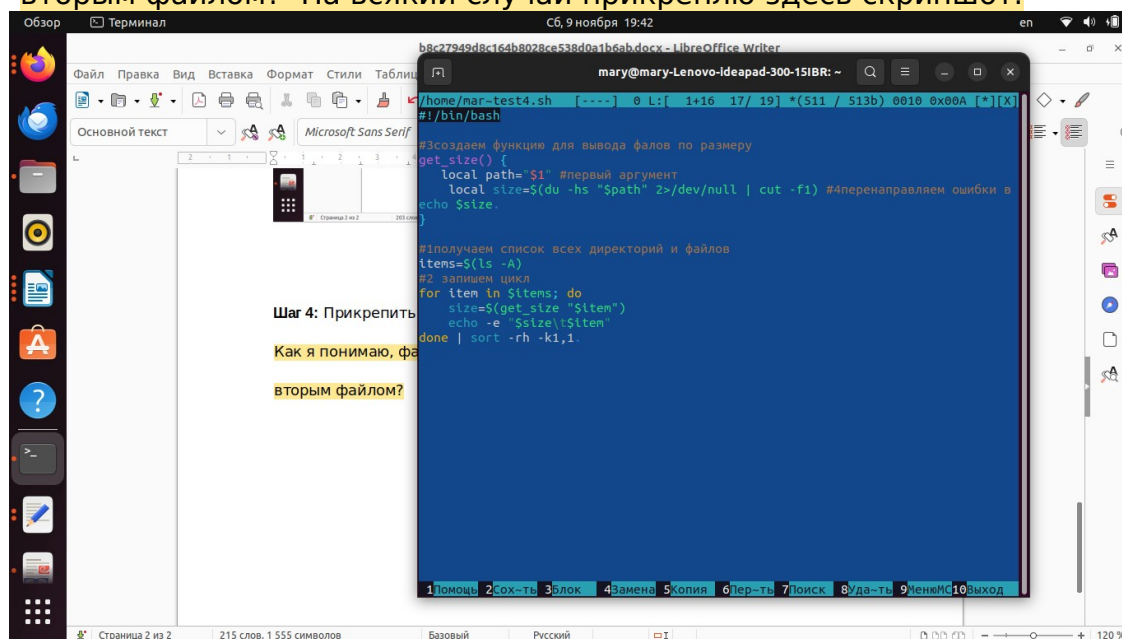 вторым файлом? На всякий случай прикреплю здесь скриншот:
Обзор
Терминал
Сб, 9 ноября 19:42
en
b8c27949d8c164b8028ce538d0a1b6ab.docx - LibreOffice Writer
mary@mary-Lenovo-ideapad-300-15IBR: ~
Файл Правка Вид Вставка Формат Стили Таблиц
/home/mar~test4.sh [----] 0 L:[ 1+16 17/ 19] *(511 / 513b) 0010 0x00A [*][X]
#!/bin/bash
Основной текст
Microsoft Sans Serif
#3создаем функцию для вывода фалов по размеру
get_size() {
local path="$1" #первый аргумент
local size=$(du -hs "$path" 2>/dev/null | cut -f1) #4перенаправляем ошибки в
echo $size.
}
#1получаем список всех директорий и файлов
items=$(ls -A)
#2 запишем цикл
for item in $items; do
size=$(get_size "$item")
echo -e "$size\t$item"
done | sort -rh -k1,1.
Шаг 4: Прикрепить
Как я понимаю, фа
вторым файлом?
1Помощь 2Сох~ть 3Блок 4Замена 5Копия 6Пер~ть 7Поиск 8Уда~ть 9МенюMC 10Выход
Страница 2 из 2
215 слов, 1 555 символов
Базовый
Русский
120 %